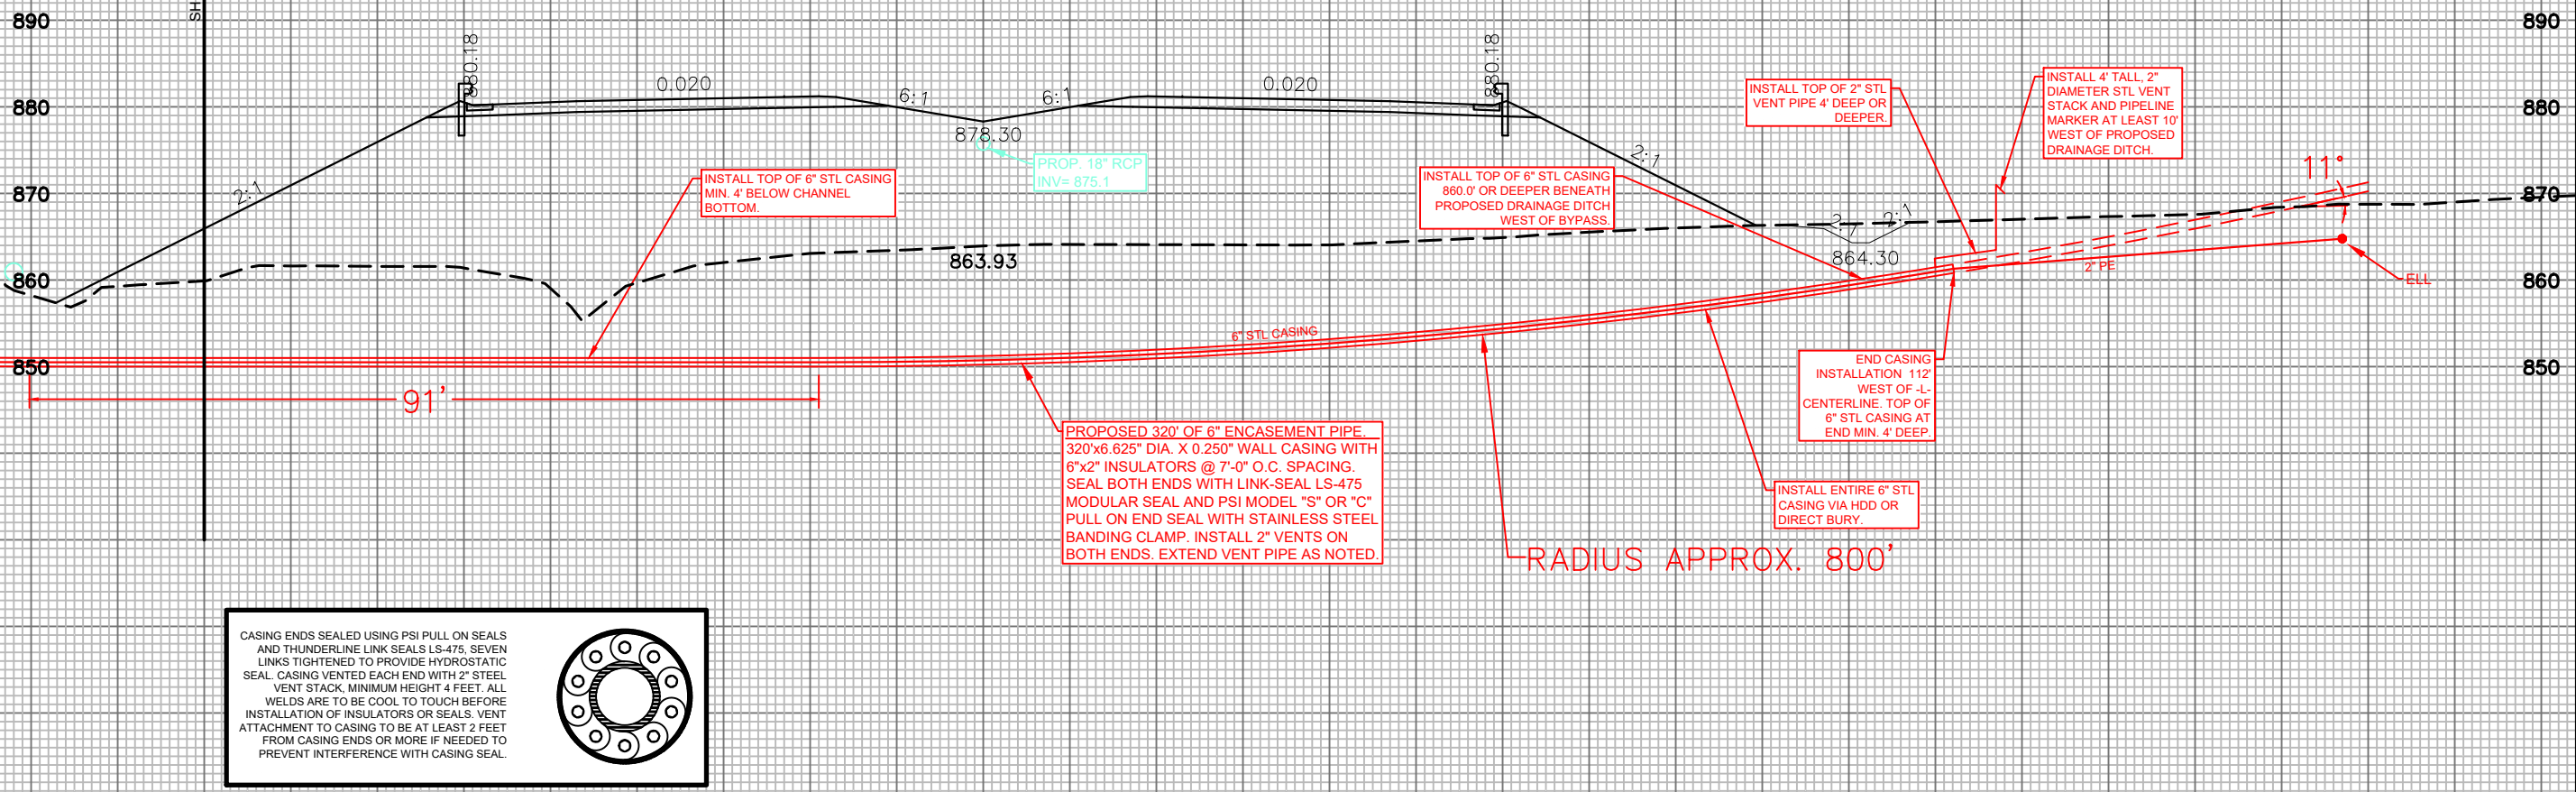 890
SH
890
880.18
880.18
880
0.020
6:1
6:1
0.020
880
878.30
PROP. 18" RCP
INV= 875.1
INSTALL TOP OF 2" STL
VENT PIPE 4' DEEP OR
DEEPER.
INSTALL 4' TALL, 2"
DIAMETER STL VENT
STACK AND PIPELINE
MARKER AT LEAST 10'
WEST OF PROPOSED
DRAINAGE DITCH.
2:1
2:1
11°
870
870
INSTALL TOP OF 6" STL CASING
MIN. 4' BELOW CHANNEL
BOTTOM.
INSTALL TOP OF 6" STL CASING
860.0' OR DEEPER BENEATH
PROPOSED DRAINAGE DITCH
WEST OF BYPASS.
2:1
2:1
863.93
864.30
2" PE
ELL
860
860
6" STL CASING
850
850
91'
END CASING
INSTALLATION 112'
WEST OF -L-
CENTERLINE. TOP OF
6" STL CASING AT
END MIN. 4' DEEP.
PROPOSED 320' OF 6" ENCASEMENT PIPE.
320'x6.625" DIA. X 0.250" WALL CASING WITH
6"x2" INSULATORS @ 7'-0" O.C. SPACING.
SEAL BOTH ENDS WITH LINK-SEAL LS-475
MODULAR SEAL AND PSI MODEL "S" OR "C"
PULL ON END SEAL WITH STAINLESS STEEL
BANDING CLAMP. INSTALL 2" VENTS ON
BOTH ENDS. EXTEND VENT PIPE AS NOTED.
INSTALL ENTIRE 6" STL
CASING VIA HDD OR
DIRECT BURY.
RADIUS APPROX. 800'
CASING ENDS SEALED USING PSI PULL ON SEALS
AND THUNDERLINE LINK SEALS LS-475, SEVEN
LINKS TIGHTENED TO PROVIDE HYDROSTATIC
SEAL. CASING VENTED EACH END WITH 2" STEEL
VENT STACK, MINIMUM HEIGHT 4 FEET. ALL
WELDS ARE TO BE COOL TO TOUCH BEFORE
INSTALLATION OF INSULATORS OR SEALS. VENT
ATTACHMENT TO CASING TO BE AT LEAST 2 FEET
FROM CASING ENDS OR MORE IF NEEDED TO
PREVENT INTERFERENCE WITH CASING SEAL.